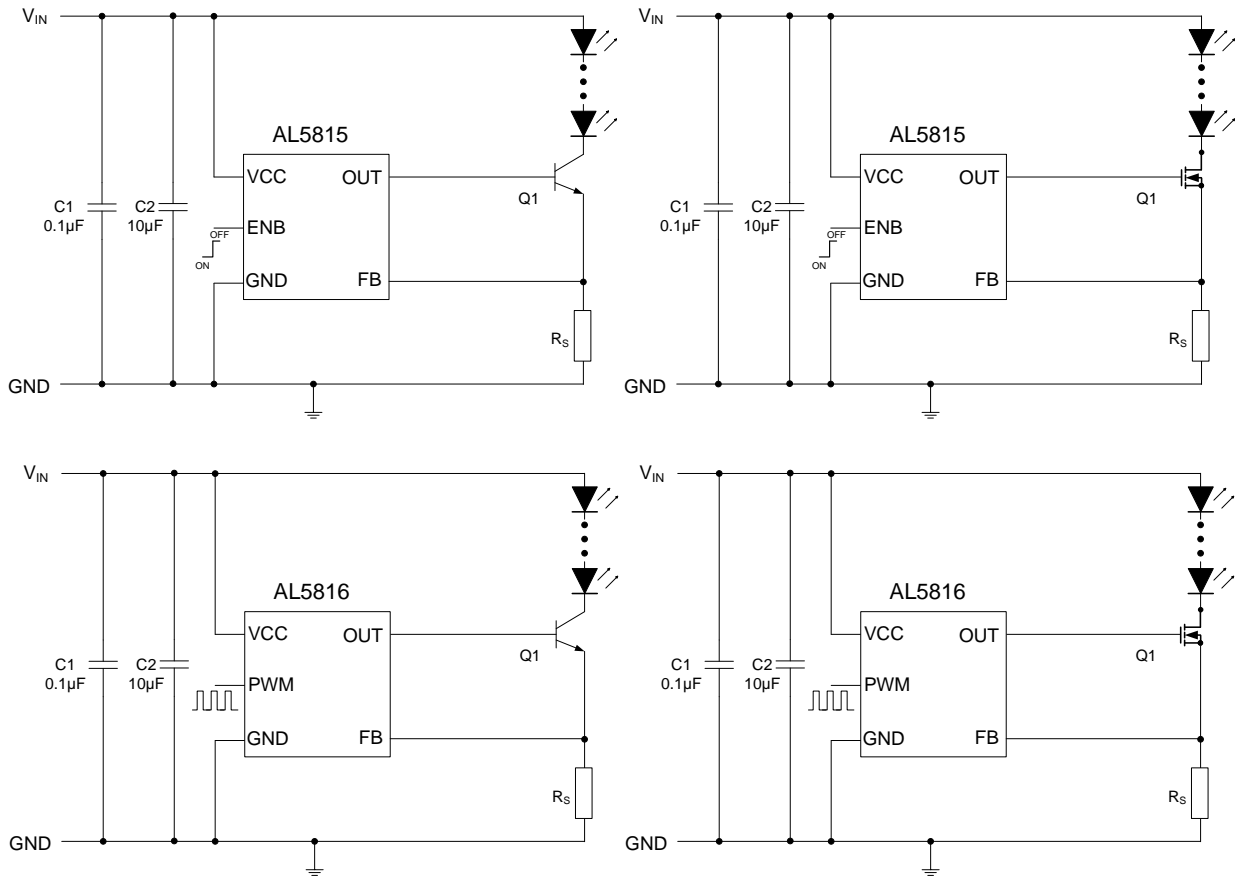 VIN
AL5815
VCC
OUT
Q1
C1
0.1µF
C2
10µF
ENB
OFF
ON
GND
FB
RS
GND
VIN
AL5815
VCC
OUT
Q1
C1
0.1µF
C2
10µF
ENB
OFF
ON
GND
FB
RS
VIN
AL5816
VCC
OUT
Q1
C1
0.1µF
C2
10µF
PWM
GND
FB
RS
GND
AL5816
VCC
OUT
Q1
C1
0.1µF
C2
10µF
PWM
GND
FB
RS